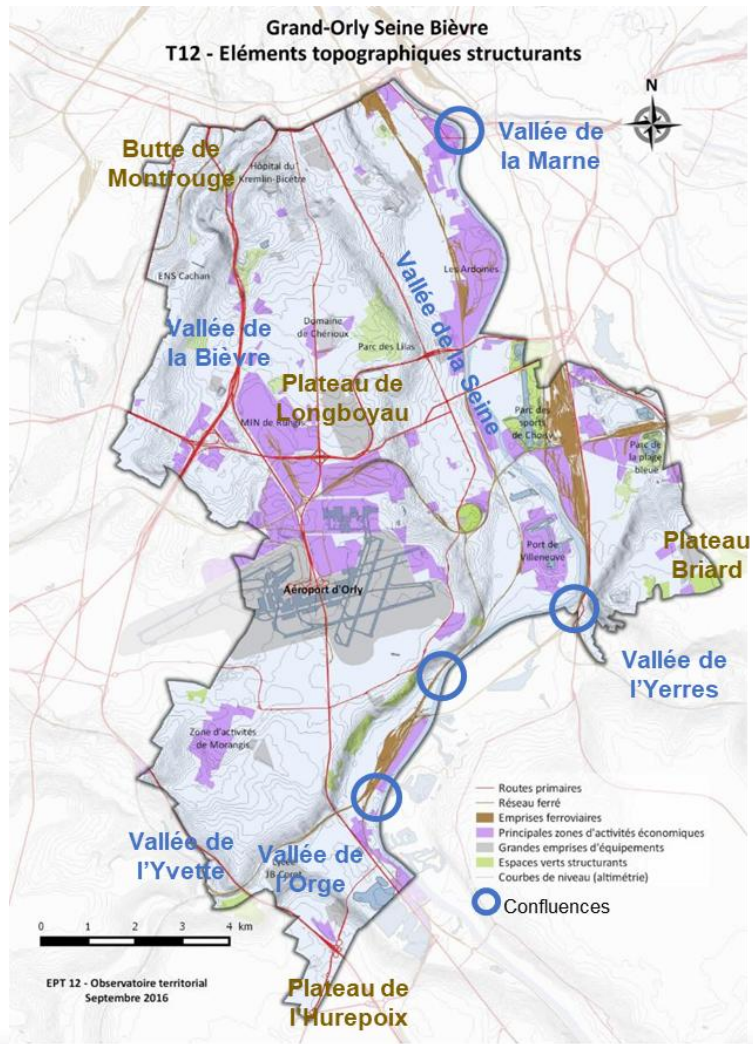 Grand-Orly Seine Bièvre
T12 - Eléments topographiques structurants
N
Vallée de
la Marne
Butte de
Montrouge
Hôpital du
Kremlin-Bicêtre
ENS Cachan
Les Ardoines
Vallée de la Seine
Vallée de
la Bièvre
Domaine
de Chérioux
Parc des Lilas
Plateau de
Longboyau
MIN de Rungis
Parc des
sports
de Choisy
Parc de
la plage
bleue
Plateau
Briard
Port de
Villeneuve
Aéroport d'Orly
Vallée de
l'Yerres
Zone d'activités
de Morangis
Vallée de
l'Yvette
Vallée de
l'Orge
Lycée
JB Corot
Routes primaires
Réseau ferré
Emprises ferroviaires
Principales zones d'activités économiques
Grandes emprises d'équipements
Espaces verts structurants
Courbes de niveau (altimétrie)
Confluences
0 1 2 3 4 km
EPT 12 - Observatoire territorial
Septembre 2016
Plateau de
l'Hurepoix